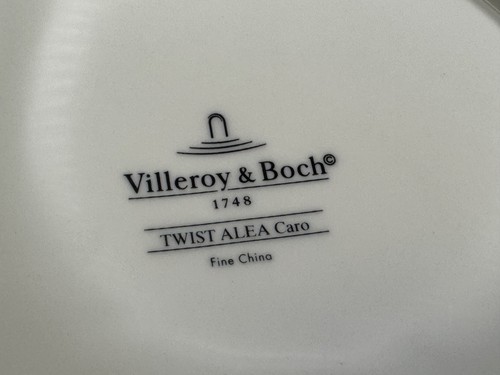 Villeroy & Boch©
1748
TWIST ALEA Caro
Fine China